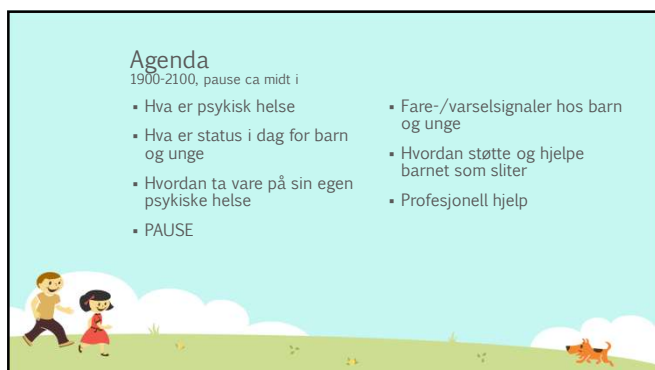 Agenda
1900-2100, pause ca midt i
▪ Hva er psykisk helse
▪ Hva er status i dag for barn
og unge
▪ Hvordan ta vare på sin egen
psykiske helse
▪ PAUSE
▪ Fare-/varselsignaler hos barn
og unge
▪ Hvordan støtte og hjelpe
barnet som sliter
▪ Profesjonell hjelp